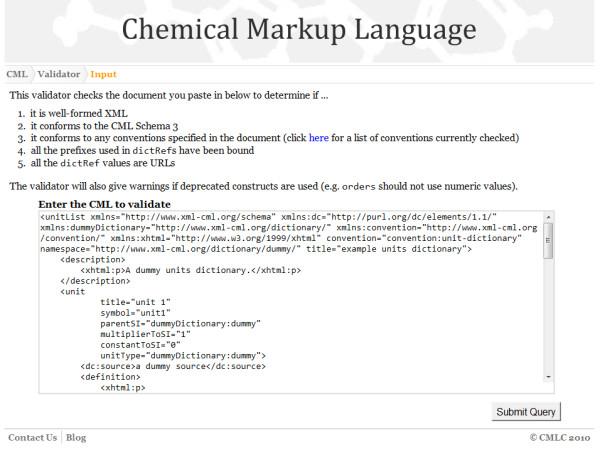 Chemical Markup Language
CML Validator Input
This validator checks the document you paste in below to determine if ...
1. it is well-formed XML
2. it conforms to the CML Schema 3
3. it conforms to any conventions specified in the document (click here for a list of conventions currently checked)
4. all the prefixes used in dictRefs have been bound
5. all the dictRef values are URLs
The validator will also give warnings if deprecated constructs are used (e.g. orders should not use numeric values).
Enter the CML to validate
<unitList xmlns="http://www.xml-cml.org/schema" xmlns:dc="http://purl.org/dc/elements/1.1/"
xmlns:dummyDictionary="http://www.xml-cml.org/dictionary/" xmlns:convention="http://www.xml-cml.org
/convention/" xmlns:xhtml="http://www.w3.org/1999/xhtml" convention="convention:unit-dictionary"
namespace="http://www.xml-cml.org/dictionary/dummy/" title="example units dictionary">
<description>
<xhtml:p>A dummy units dictionary.</xhtml:p>
</description>
<unit
title="unit 1"
symbol="unit1"
parentSI="dummyDictionary:dummy"
multiplierToSI="1"
constantToSI="0"
unitType="dummyDictionary:dummy">
<dc:source>a dummy source</dc:source>
<definition>
<xhtml:p>
Submit Query
Contact Us Blog © CMLC 2010